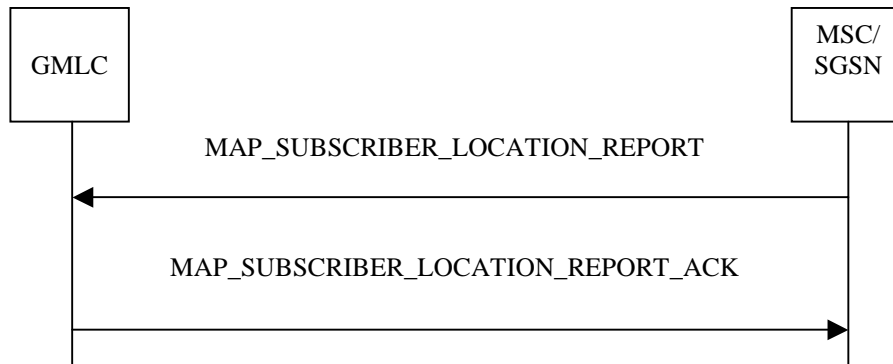 GMLC
MSC/
SGSN
MAP_SUBSCRIBER_LOCATION_REPORT
MAP_SUBSCRIBER_LOCATION_REPORT_ACK